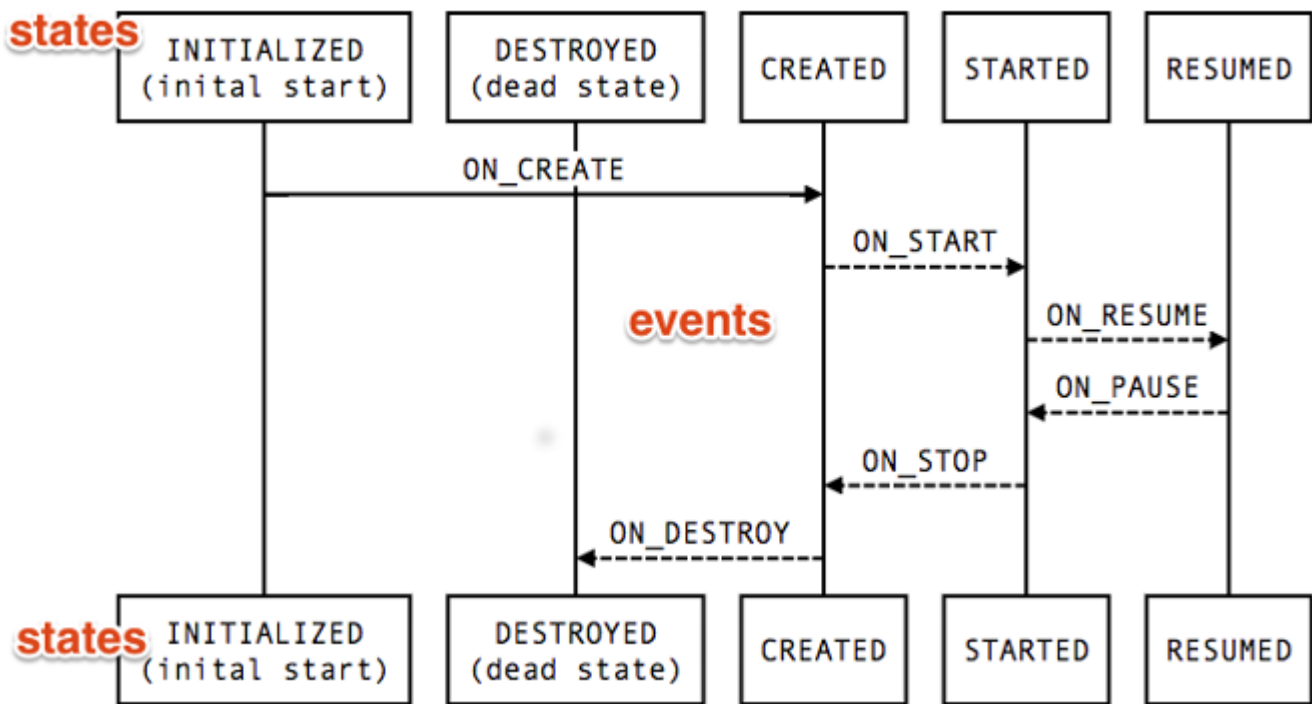 states
INITIALIZED
(inital start)
DESTROYED
(dead state)
CREATED
STARTED
RESUMED
ON_CREATE
ON_START
events
ON_RESUME
ON_PAUSE
ON_STOP
ON_DESTROY
states
INITIALIZED
(inital start)
DESTROYED
(dead state)
CREATED
STARTED
RESUMED